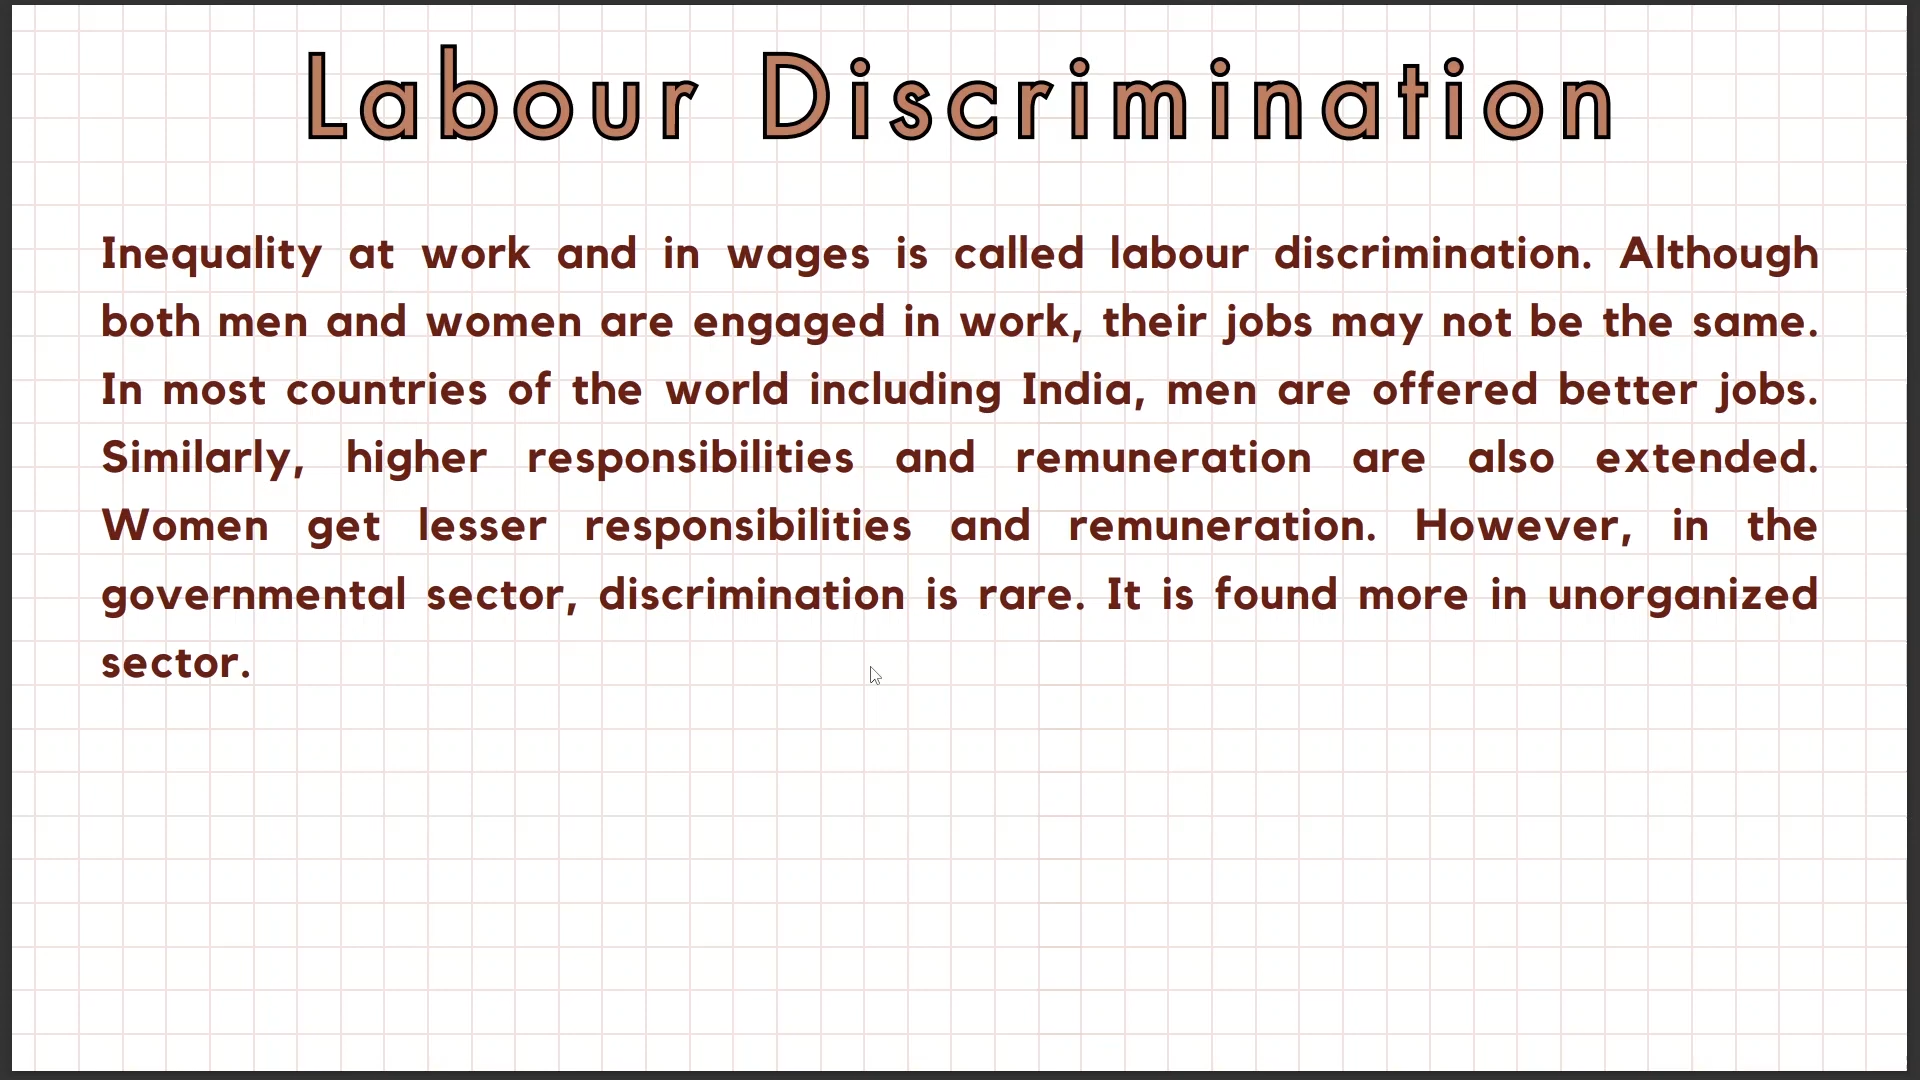 Labour Discrimination
Inequality at work and in wages is called labour discrimination. Although
both men and women are engaged in work, their jobs may not be the same.
In most countries of the world including India, men are offered better jobs.
Similarly, higher responsibilities and remuneration are also extended.
Women get lesser responsibilities and remuneration. However, in the
governmental sector, discrimination is rare. It is found more in unorganized
sector.